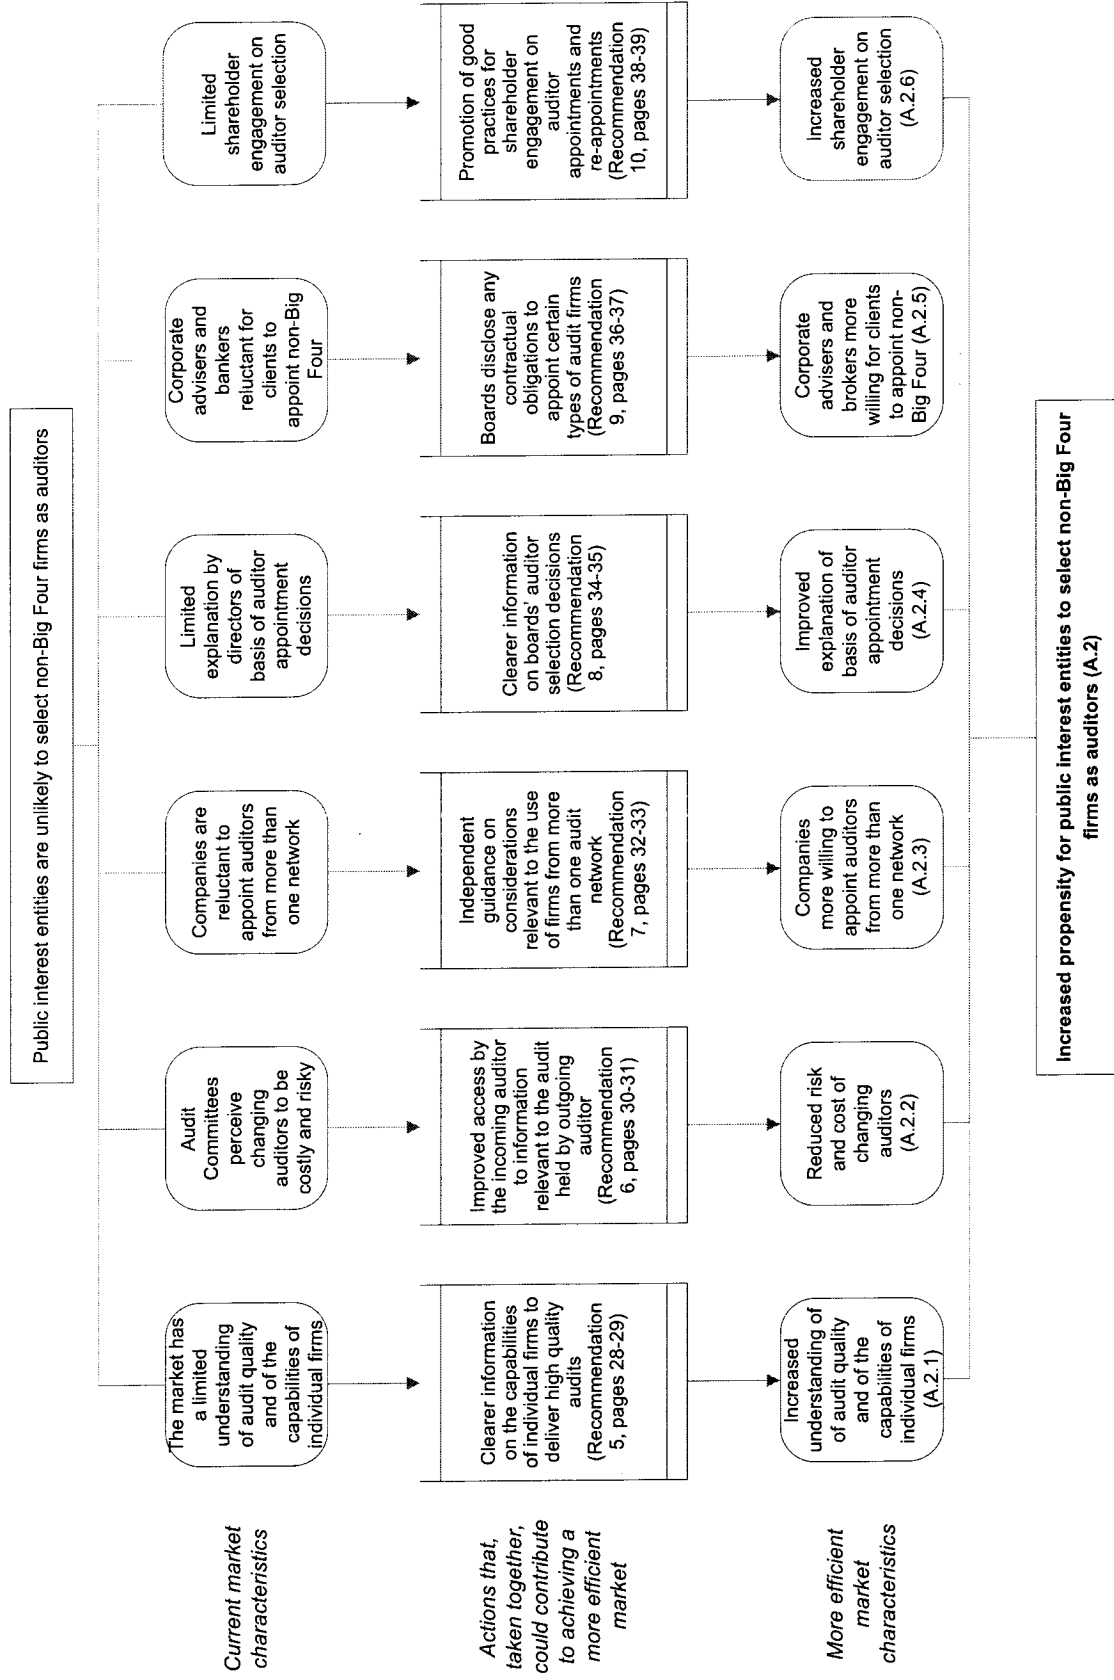 Public interest entities are unlikely to select non-Big Four firms as auditors
Current market
characteristics
The market has
a limited
understanding
of audit quality
and of the
capabilities of
individual firms
Audit
Committees
perceive
changing
auditors to be
costly and risky
Companies are
reluctant to
appoint auditors
from more than
one network
Limited
explanation by
directors of
basis of auditor
appointment
decisions
Corporate
advisers and
bankers
reluctant for
clients to
appoint non-Big
Four
Limited
shareholder
engagement on
auditor selection
Actions that,
taken together,
could contribute
to achieving a
more efficient
market
Clearer information
on the capabilities
of individual firms to
deliver high quality
audits
(Recommendation
5, pages 28-29)
Improved access by
the incoming auditor
to information
relevant to the audit
held by outgoing
auditor
(Recommendation
6, pages 30-31)
Independent
guidance on
considerations
relevant to the use
of firms from more
than one audit
network
(Recommendation
7, pages 32-33)
Clearer information
on boards' auditor
selection decisions
(Recommendation
8, pages 34-35)
Boards disclose any
contractual
obligations to
appoint certain
types of audit firms
(Recommendation
9, pages 36-37)
Promotion of good
practices for
shareholder
engagement on
auditor
appointments and
re-appointments
(Recommendation
10, pages 38-39)
More efficient
market
characteristics
Increased
understanding of
of audit quality
and of the
capabilities of
individual firms
(A.2.1)
Reduced risk
and cost of
changing
auditors
(A.2.2)
Companies
more willing to
appoint auditors
from more than
one network
(A.2.3)
Improved
explanation of
basis of auditor
appointment
decisions
(A.2.4)
Corporate
advisers and
brokers more
willing for clients
to appoint non-
Big Four (A.2.5)
Increased
shareholder
engagement on
auditor selection
(A.2.6)
Increased propensity for public interest entities to select non-Big Four
firms as auditors (A.2)